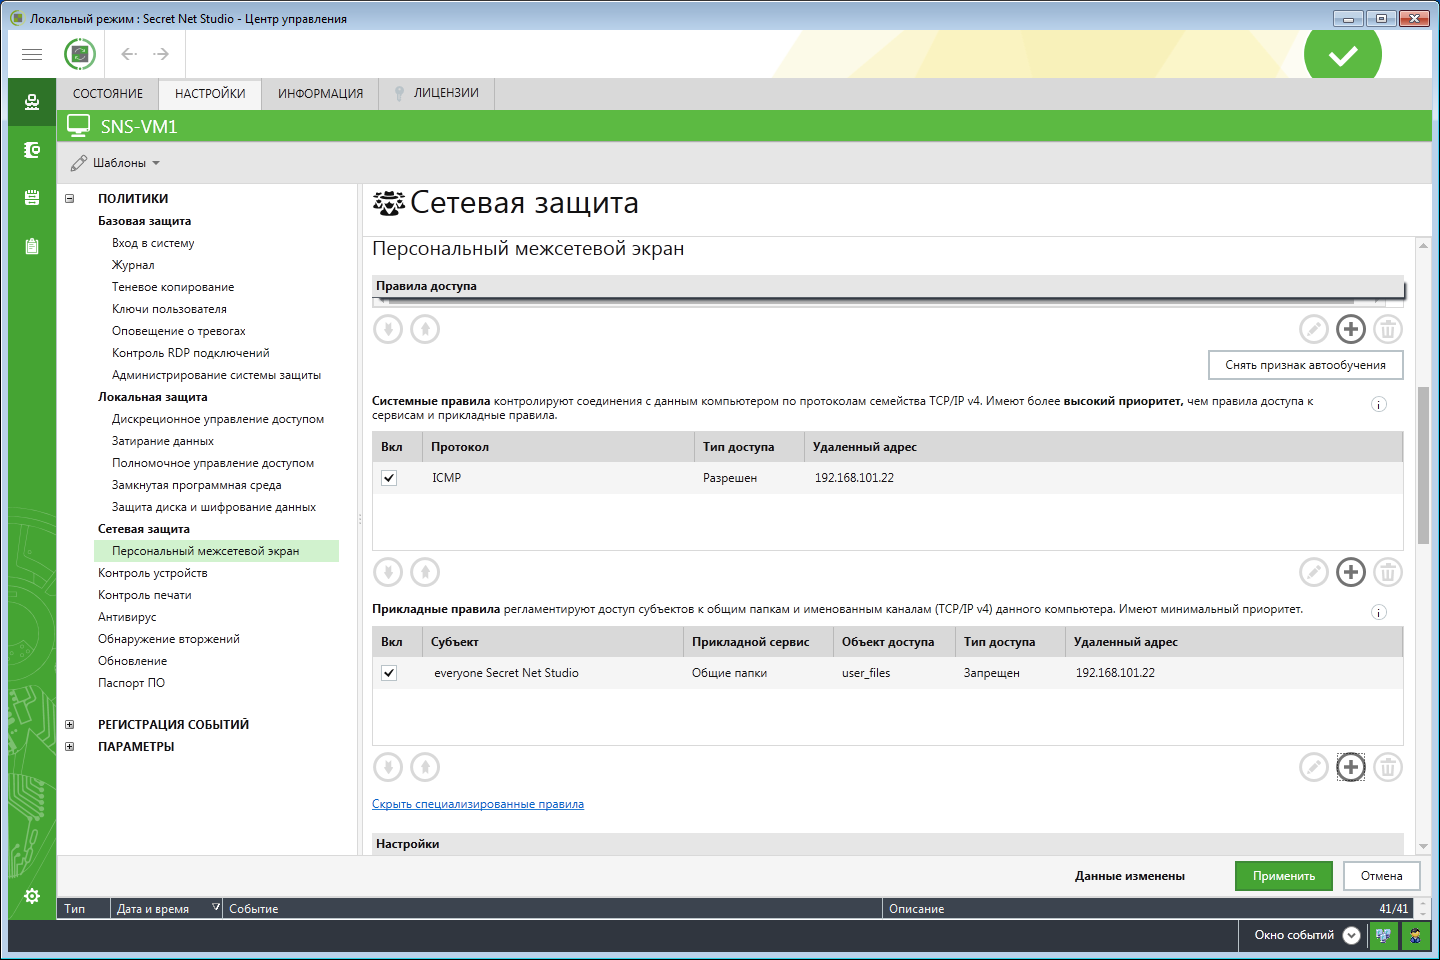 Локальный режим : Secret Net Studio - Центр управления
СОСТОЯНИЕ
НАСТРОЙКИ
ИНФОРМАЦИЯ
ЛИЦЕНЗИИ
SNS-VM1
Шаблоны
ПОЛИТИКИ
Базовая защита
Вход в систему
Журнал
Теневое копирование
Ключи пользователя
Оповещение о тревогах
Контроль RDP подключений
Администрирование системы защиты
Локальная защита
Дискреционное управление доступом
Затирание данных
Полномочное управление доступом
Замкнутая программная среда
Защита диска и шифрование данных
Сетевая защита
Персональный межсетевой экран
Контроль устройств
Контроль печати
Антивирус
Обнаружение вторжений
Обновление
Паспорт ПО
РЕГИСТРАЦИЯ СОБЫТИЙ
ПАРАМЕТРЫ
Сетевая защита
Персональный межсетевой экран
Правила доступа
Снять признак автообучения
Системные правила контролируют соединения с данным компьютером по протоколам семейства TCP/IP v4. Имеют более высокий приоритет, чем правила доступа к
сервисам и прикладные правила.
Вкл Протокол Тип доступа Удаленный адрес
ICMP Разрешен 192.168.101.22
Прикладные правила регламентируют доступ субъектов к общим папкам и именованным каналам (TCP/IP v4) данного компьютера. Имеют минимальный приоритет.
Вкл Субъект Прикладной сервис Объект доступа Тип доступа Удаленный адрес
everyone Secret Net Studio Общие папки user_files Запрещен 192.168.101.22
Скрыть специализированные правила
Настройки
Данные изменены
Применить
Отмена
Тип Дата и время Событие Описание 41/41
Окно событий